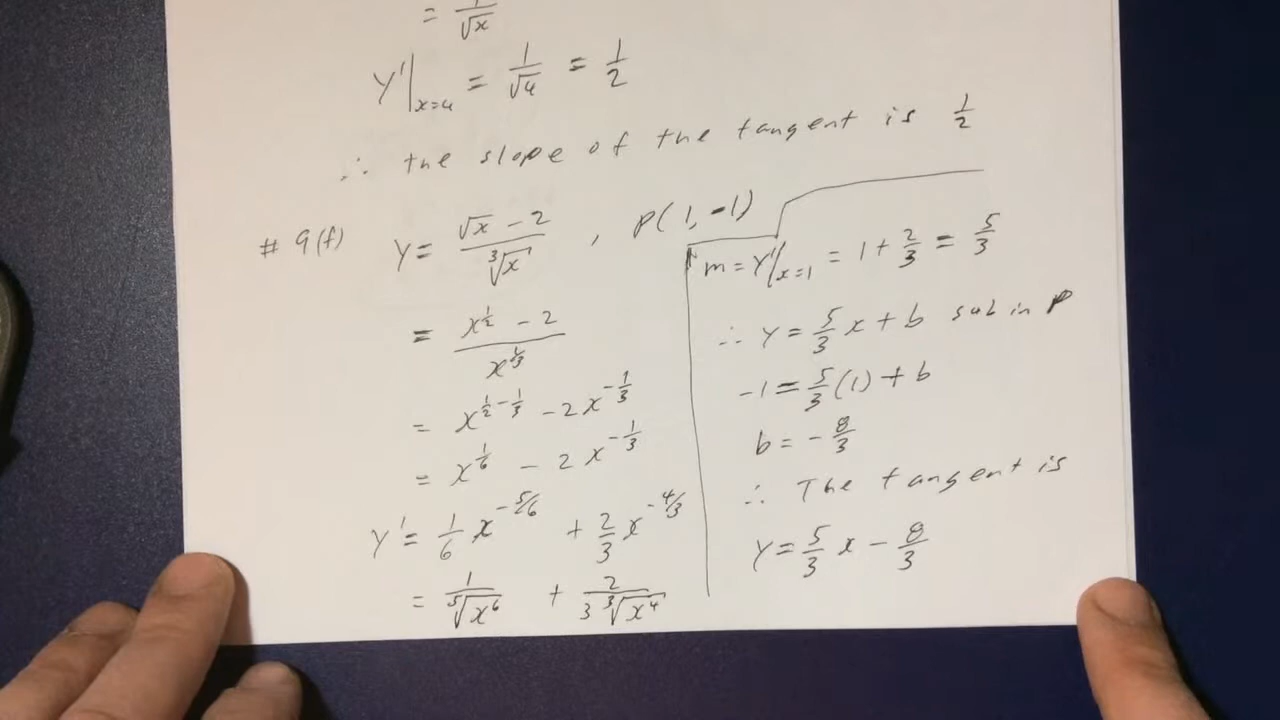 = 1/√x
Y'|x=4 = 1/√4 = 1/2
∴ the slope of the tangent is 1/2
# 9(f) Y = (√x - 2)/∛x , P(1, -1)
= (x^(1/2) - 2)/x^(1/3)
= x^(1/2 - 1/3) - 2x^(-1/3)
= x^(1/6) - 2x^(-1/3)
Y' = 1/6 x^(-5/6) + 2/3 x^(-4/3)
= 1/⁵√x⁶ + 2/(3 ∛x⁴)
m = Y'|x=1 = 1 + 2/3 = 5/3
∴ Y = 5/3 x + b sub in P
-1 = 5/3 (1) + b
b = - 8/3
∴ The tangent is
Y = 5/3 x - 8/3